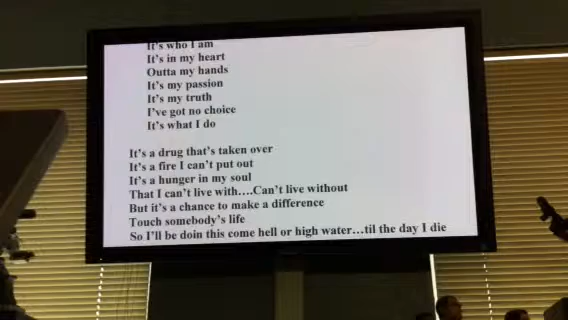 It's who I am
It's in my heart
Outta my hands
It's my passion
It's my truth
I've got no choice
It's what I do
It's a drug that's taken over
It's a fire I can't put out
It's a hunger in my soul
That I can't live with....Can't live without
But it's a chance to make a difference
Touch somebody's life
So I'll be doin this come hell or high water...til the day I die